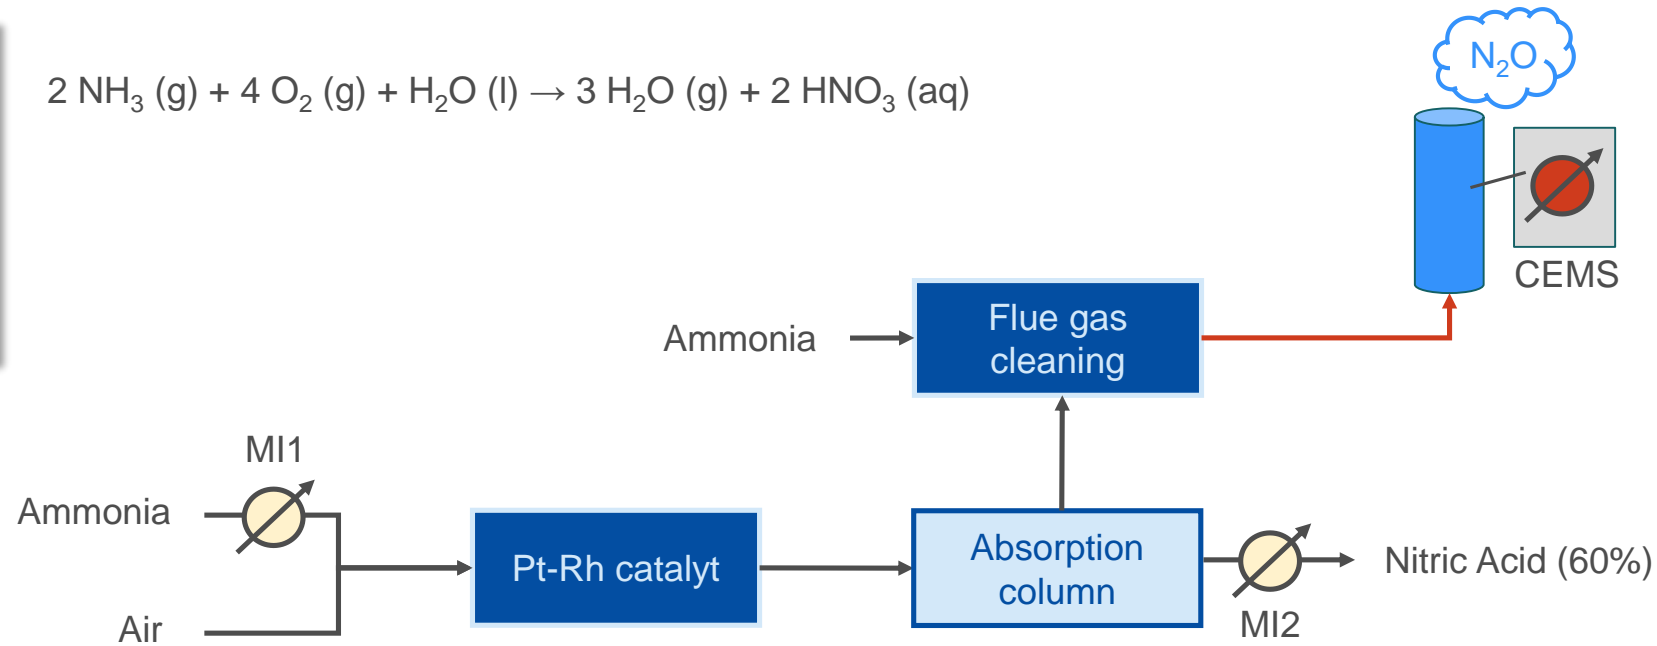 N₂O
2 NH₃ (g) + 4 O₂ (g) + H₂O (l) → 3 H₂O (g) + 2 HNO₃ (aq)
CEMS
Ammonia
Flue gas
cleaning
MI1
Ammonia
Pt-Rh catalyt
Absorption
column
Nitric Acid (60%)
Air
MI2